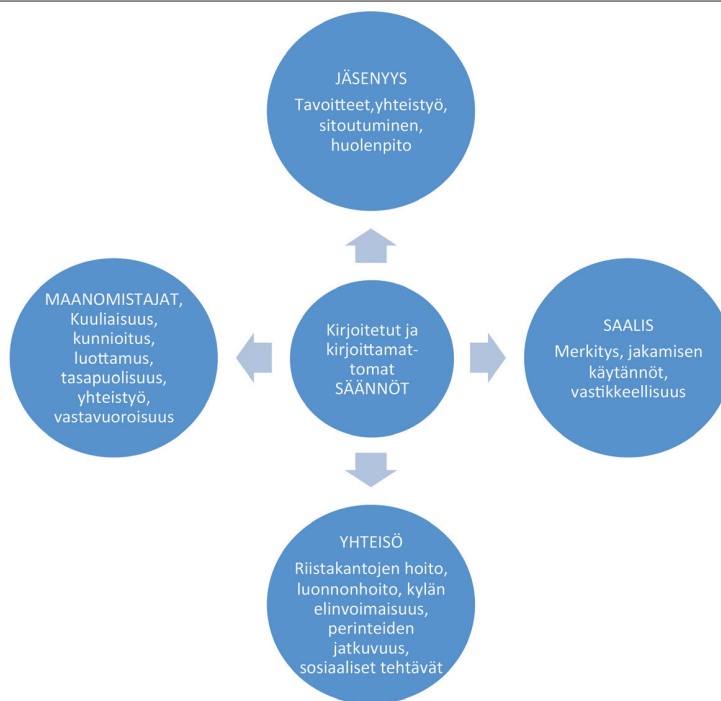 JÄSENYYS
Tavoitteet,yhteistyö,
sitoutuminen,
huolenpito
MAANOMISTAJAT,
Kuuliaisuus,
kunnioitus,
luottamus,
tasapuolisuus,
yhteistyö,
vastavuoroisuus
Kirjoitetut ja
kirjoittamat-
tomat
SÄÄNNÖT
SAALIS
Merkitys, jakamisen
käytännöt,
vastikkeellisuus
YHTEISÖ
Riistakantojen hoito,
luonnonhoito, kylän
elinvoimaisuus,
perinteiden
jatkuvuus,
sosiaaliset tehtävät